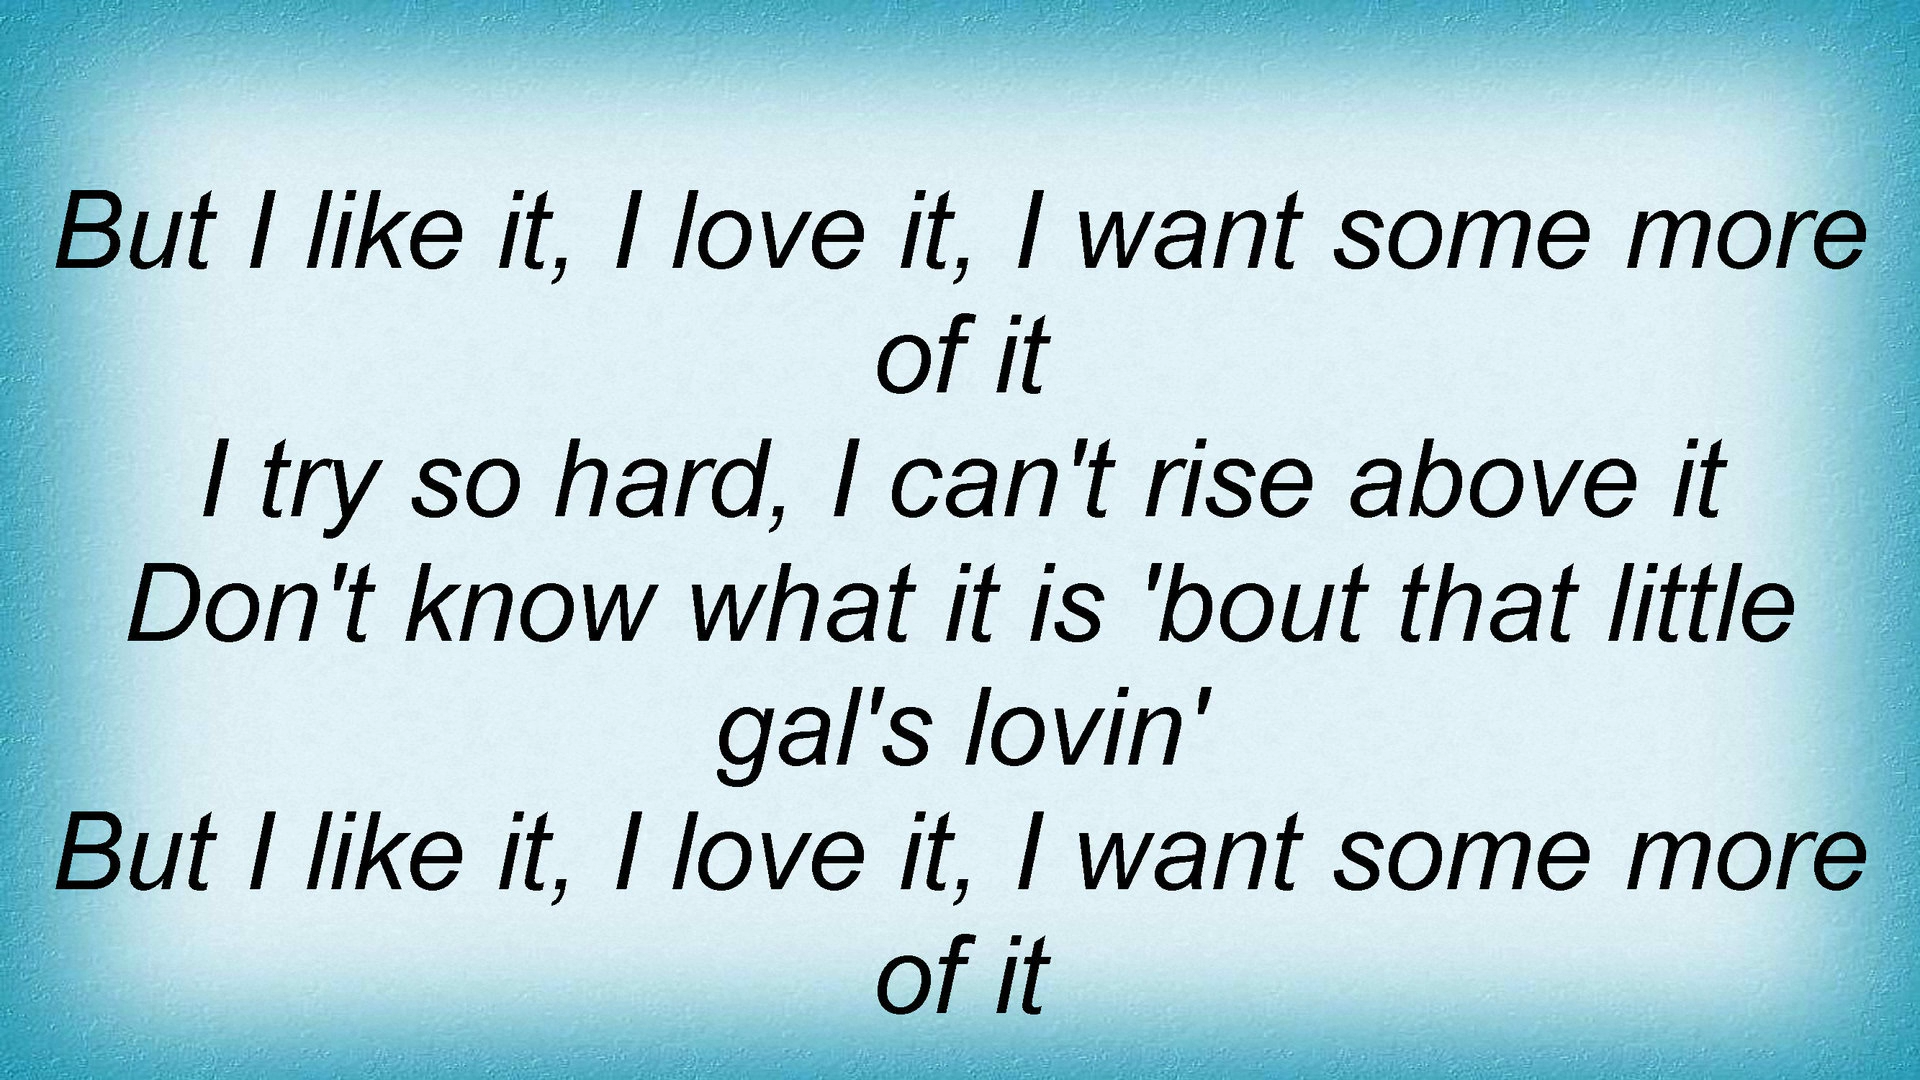 But I like it, I love it, I want some more
of it
I try so hard, I can't rise above it
Don't know what it is 'bout that little
gal's lovin'
But I like it, I love it, I want some more
of it